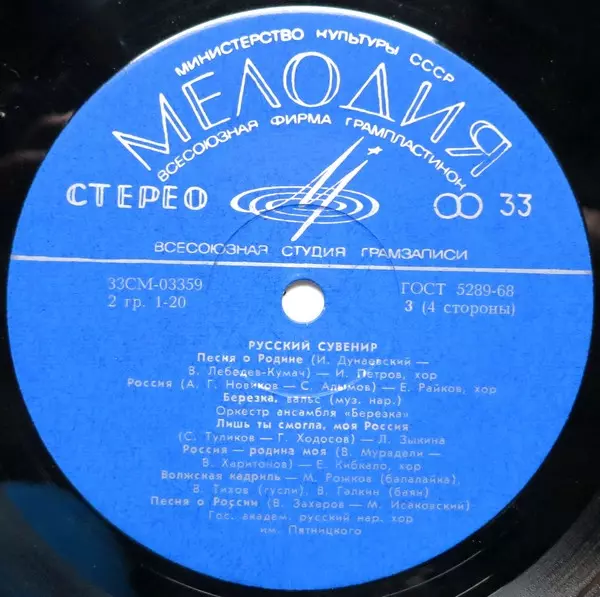 МИНИСТЕРСТВО КУЛЬТУРЫ СССР
МЕЛОДИЯ
ВСЕСОЮЗНАЯ ФИРМА ГРАМПЛАСТИНОК
СТЕРЕО 33
ВСЕСОЮЗНАЯ СТУДИЯ ГРАМЗАПИСИ
33СМ-03359 ГОСТ 5289-68
2 гр. 1-20 3 (4 стороны)
РУССКИЙ СУВЕНИР
Песня о Родине (И. Дунаевский —
В. Лебедев-Кумач) — И. Петров, хор
Россия (А. Г. Новиков — С. Алымов) — Е. Райков, хор
Березка, вальс (муз. нар.)
Оркестр ансамбля «Березка»
Лишь ты смогла, моя Россия
(С. Туликов — Г. Ходосов) — Л. Зыкина
Россия — родина моя (В. Мурадели —
В. Харитонов) — Е. Кибкало, хор
Волжская кадриль — М. Рожков (балалайка),
В. Тихов (гусли), В. Галкин (баян)
Песня о России (В. Захаров — М. Исаковский)
Гос. академ. русский нар. хор
им. Пятницкого